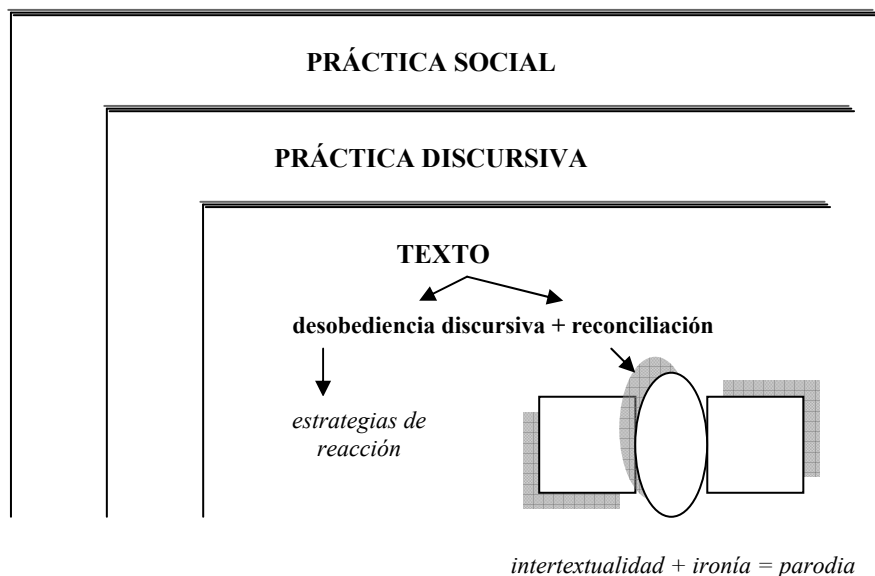 PRÁCTICA SOCIAL
PRÁCTICA DISCURSIVA
TEXTO
desobediencia discursiva + reconciliación
estrategias de
reacción
intertextualidad + ironía = parodia